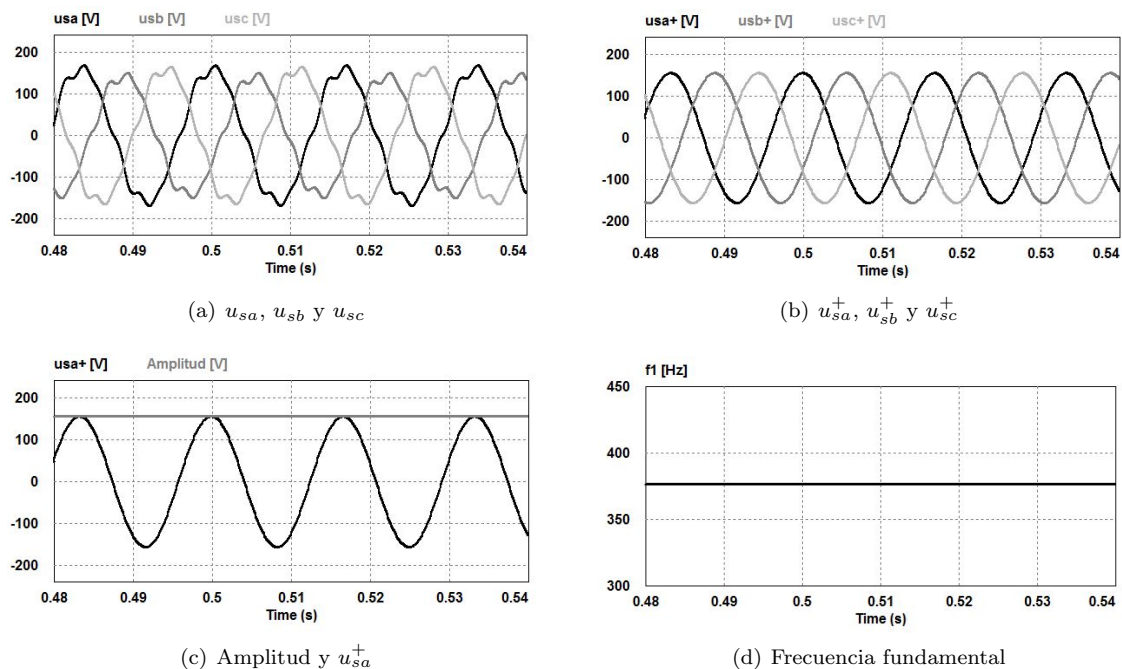 usa [V] usb [V] usc [V]
200
100
0
-100
-200
0.48 0.49 0.5 0.51 0.52 0.53 0.54
Time (s)
(a) usa, usb y usc
usa+ [V] usb+ [V] usc+ [V]
200
100
0
-100
-200
0.48 0.49 0.5 0.51 0.52 0.53 0.54
Time (s)
(b) u+sa, u+sb y u+sc
usa+ [V] Amplitud [V]
200
100
0
-100
-200
0.48 0.49 0.5 0.51 0.52 0.53 0.54
Time (s)
(c) Amplitud y u+sa
f1 [Hz]
450
400
350
300
0.48 0.49 0.5 0.51 0.52 0.53 0.54
Time (s)
(d) Frecuencia fundamental